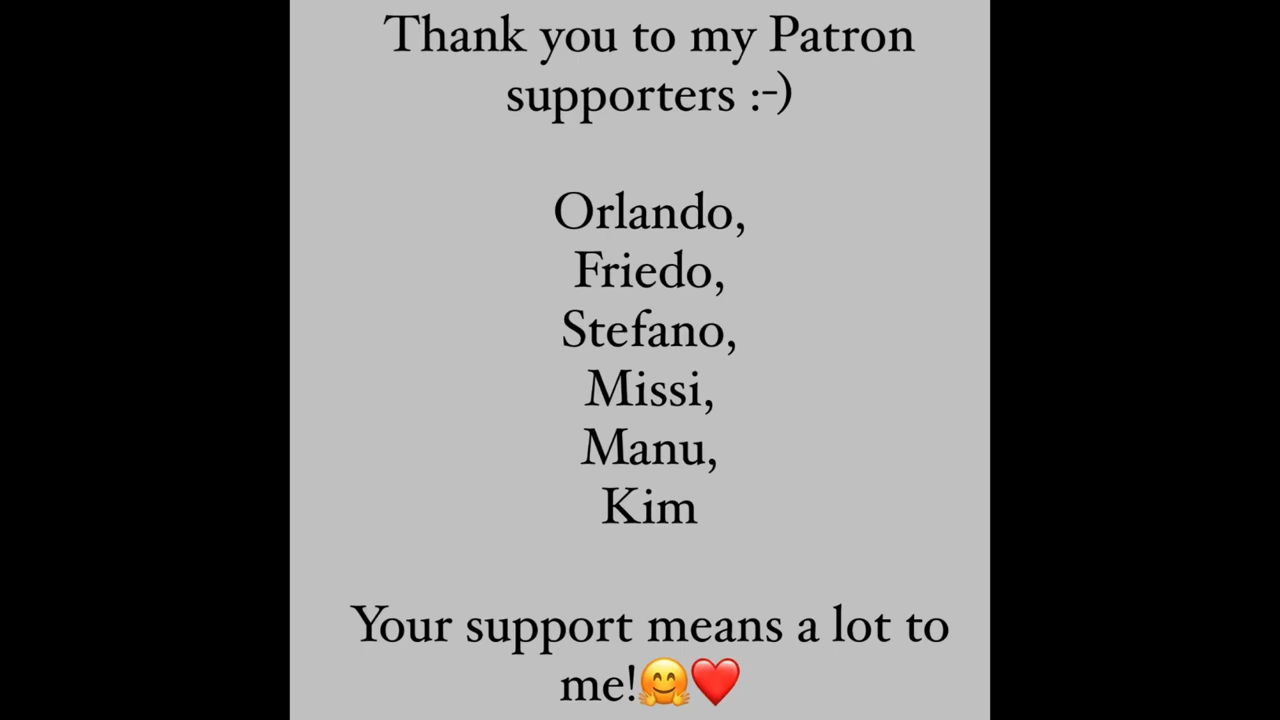 Thank you to my Patron
supporters :-)
Orlando,
Friedo,
Stefano,
Missi,
Manu,
Kim
Your support means a lot to
me!🤗❤️